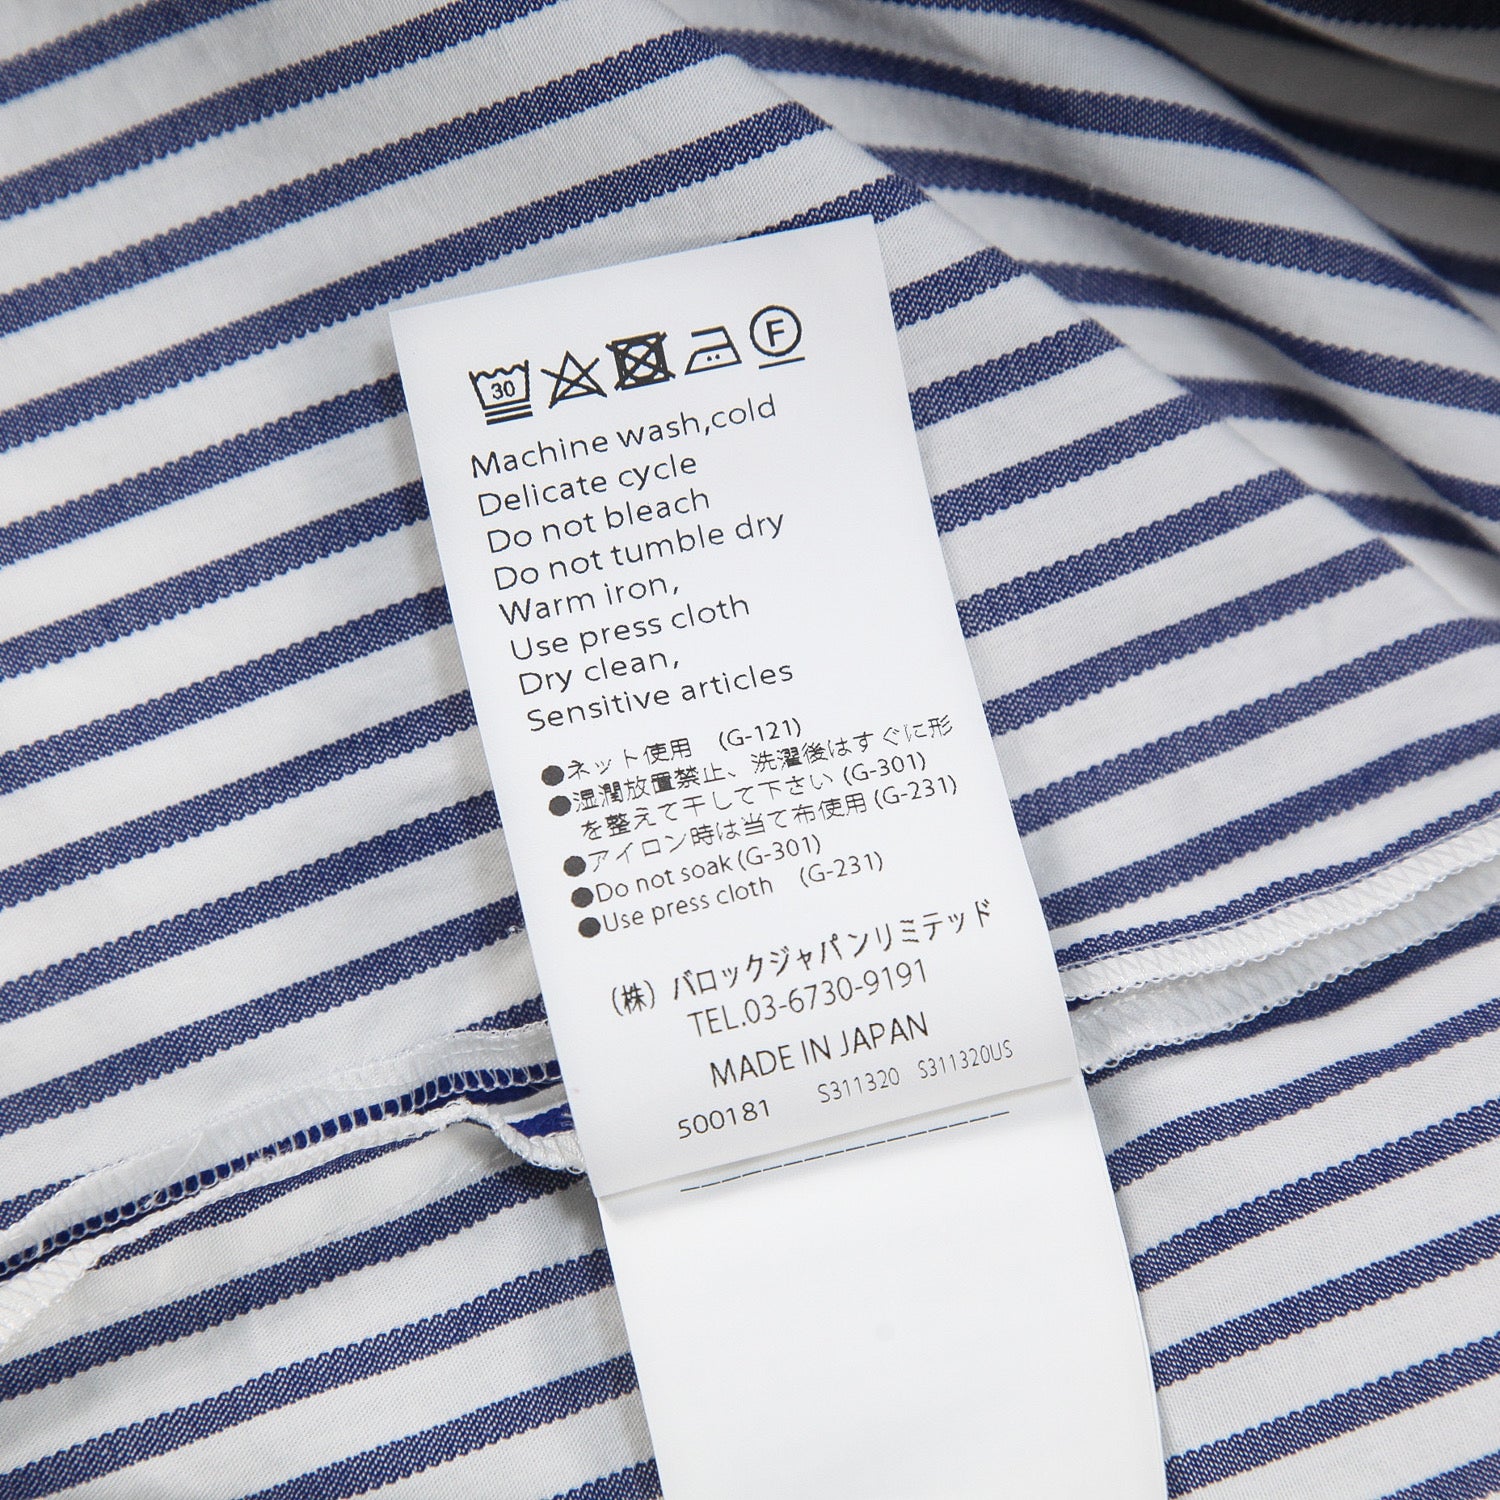 30
F
Machine wash,cold
Delicate cycle
Do not bleach
Do not tumble dry
Warm iron,
Use press cloth
Dry clean,
Sensitive articles
●ネット使用 (G-121)
●湿潤放置禁止、洗濯後はすぐに形
を整えて干して下さい (G-301)
●アイロン時は当て布使用 (G-231)
●Do not soak (G-301)
●Use press cloth (G-231)
(株) バロックジャパンリミテッド
TEL.03-6730-9191
MADE IN JAPAN
500181 S311320 S311320US